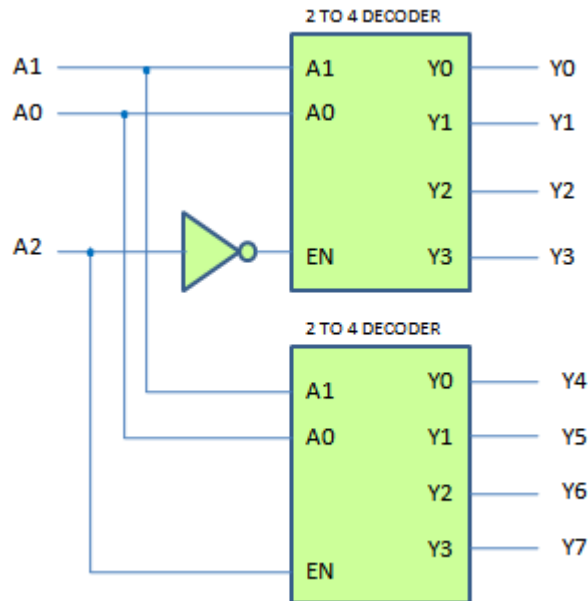 2 TO 4 DECODER
A1 A1 Y0 Y0
A0 A0 Y1 Y1
Y2 Y2
A2 EN Y3 Y3
2 TO 4 DECODER
A1 Y0 Y4
A0 Y1 Y5
Y2 Y6
Y3 Y7
EN